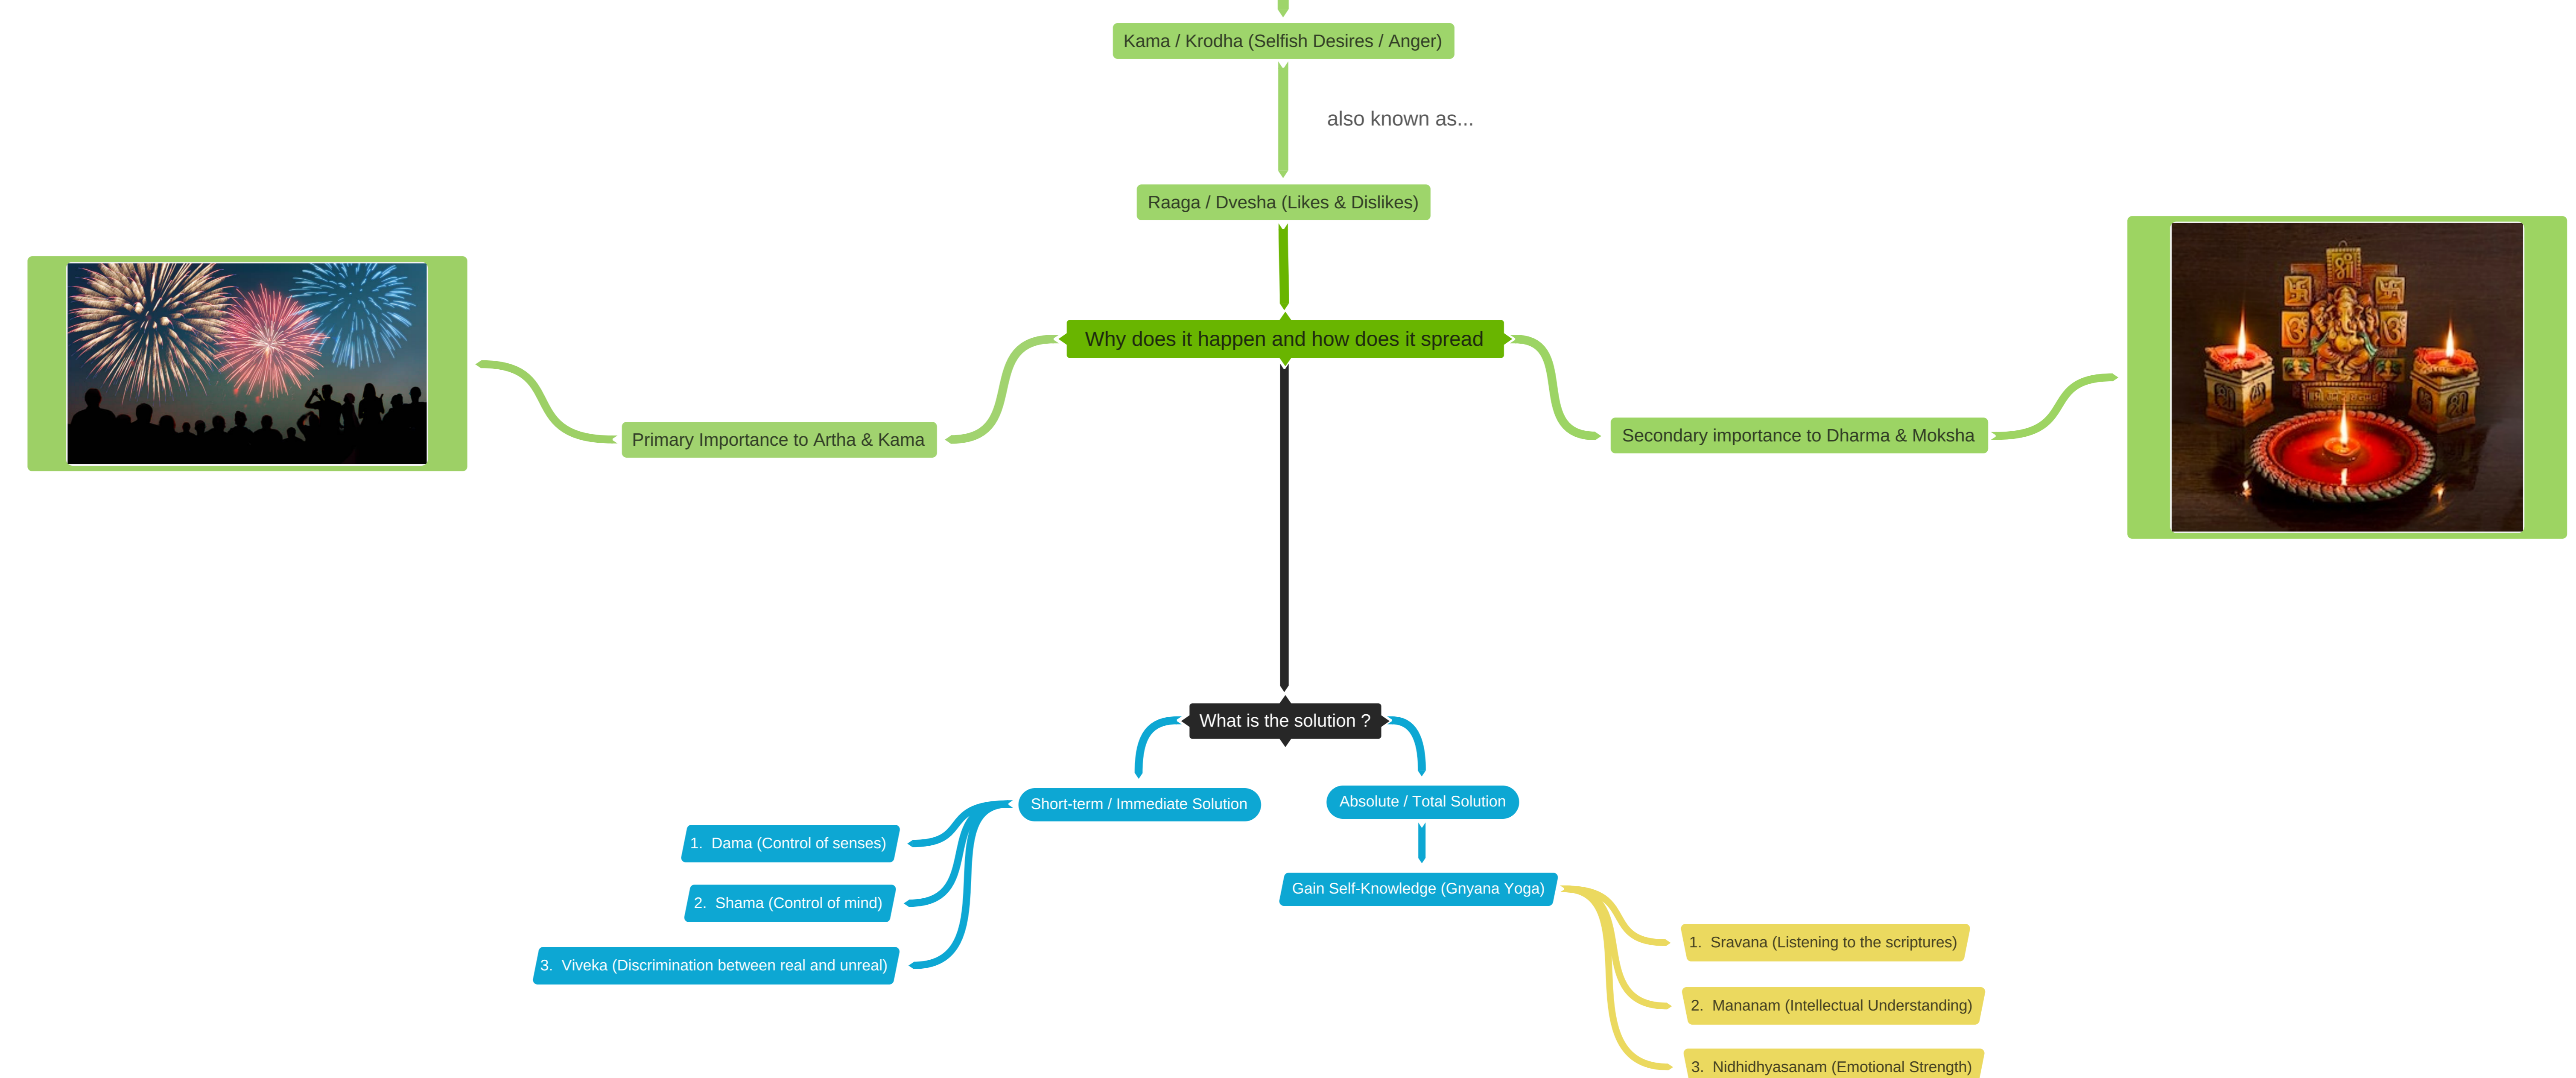 Kama / Krodha (Selfish Desires / Anger)
also known as...
Raaga / Dvesha (Likes & Dislikes)
Why does it happen and how does it spread
Primary Importance to Artha & Kama
Secondary importance to Dharma & Moksha
श्री
What is the solution ?
Short-term / Immediate Solution
Absolute / Total Solution
1. Dama (Control of senses)
2. Shama (Control of mind)
3. Viveka (Discrimination between real and unreal)
Gain Self-Knowledge (Gnyana Yoga)
1. Sravana (Listening to the scriptures)
2. Mananam (Intellectual Understanding)
3. Nidhidhyasanam (Emotional Strength)